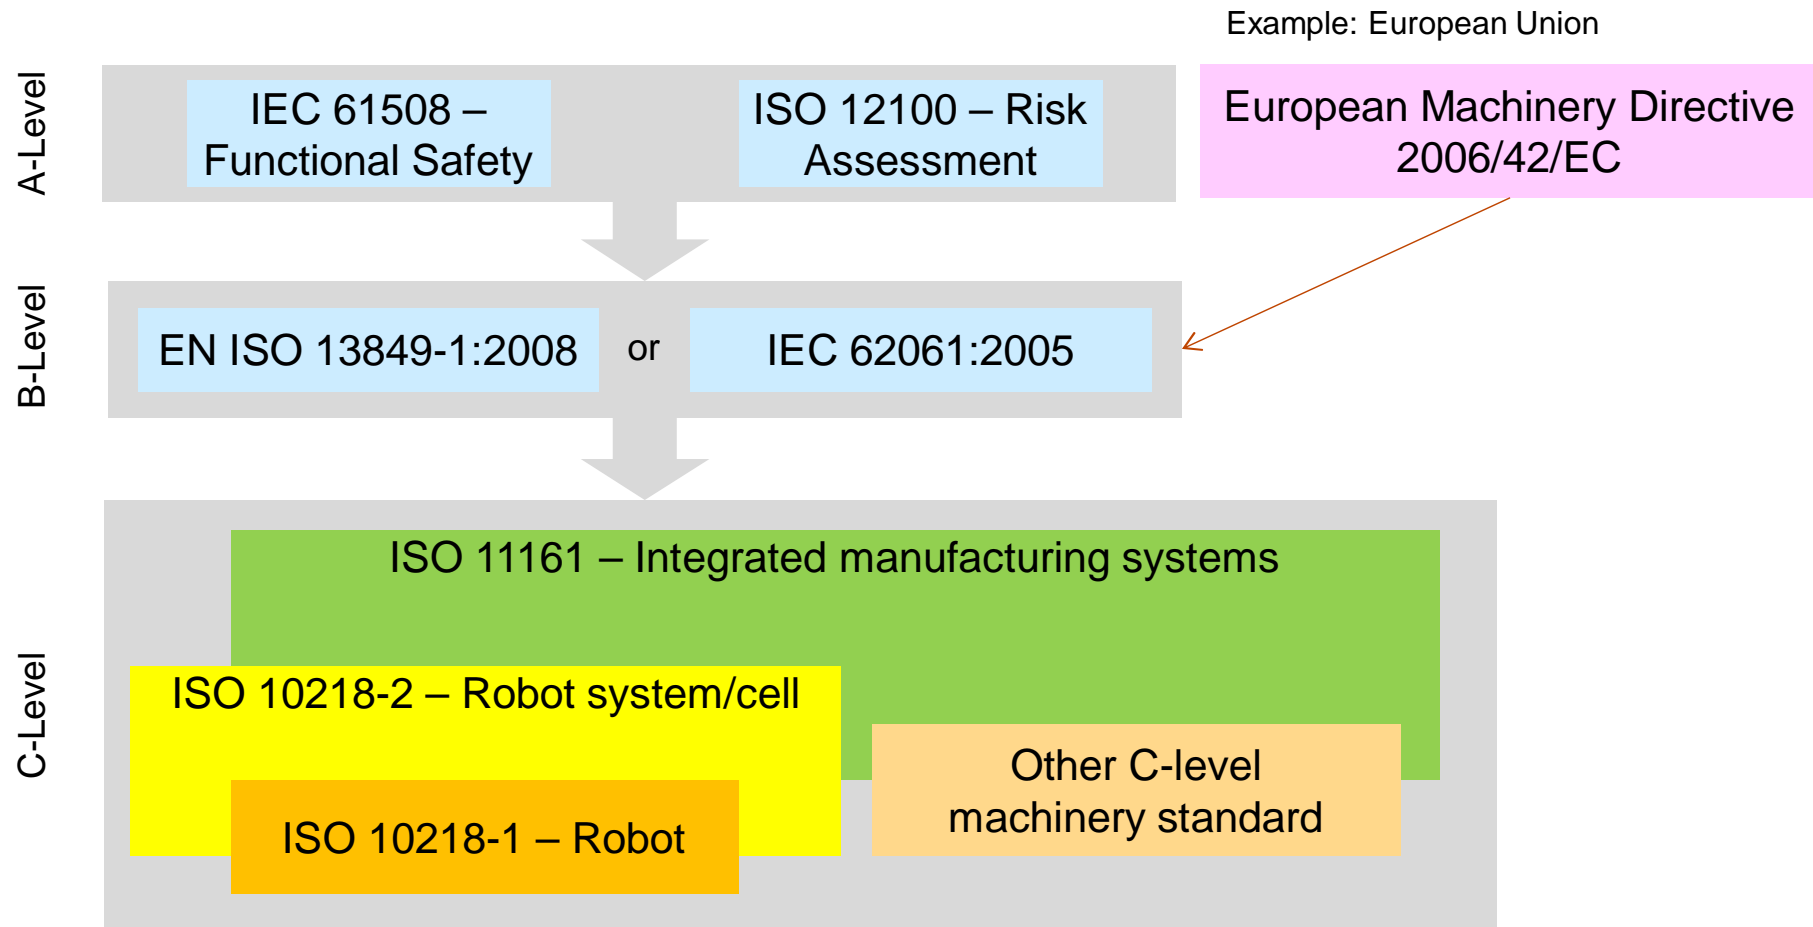 Example: European Union
A-Level
IEC 61508 –
Functional Safety
ISO 12100 – Risk
Assessment
European Machinery Directive
2006/42/EC
B-Level
EN ISO 13849-1:2008
or
IEC 62061:2005
C-Level
ISO 11161 – Integrated manufacturing systems
ISO 10218-2 – Robot system/cell
Other C-level
machinery standard
ISO 10218-1 – Robot